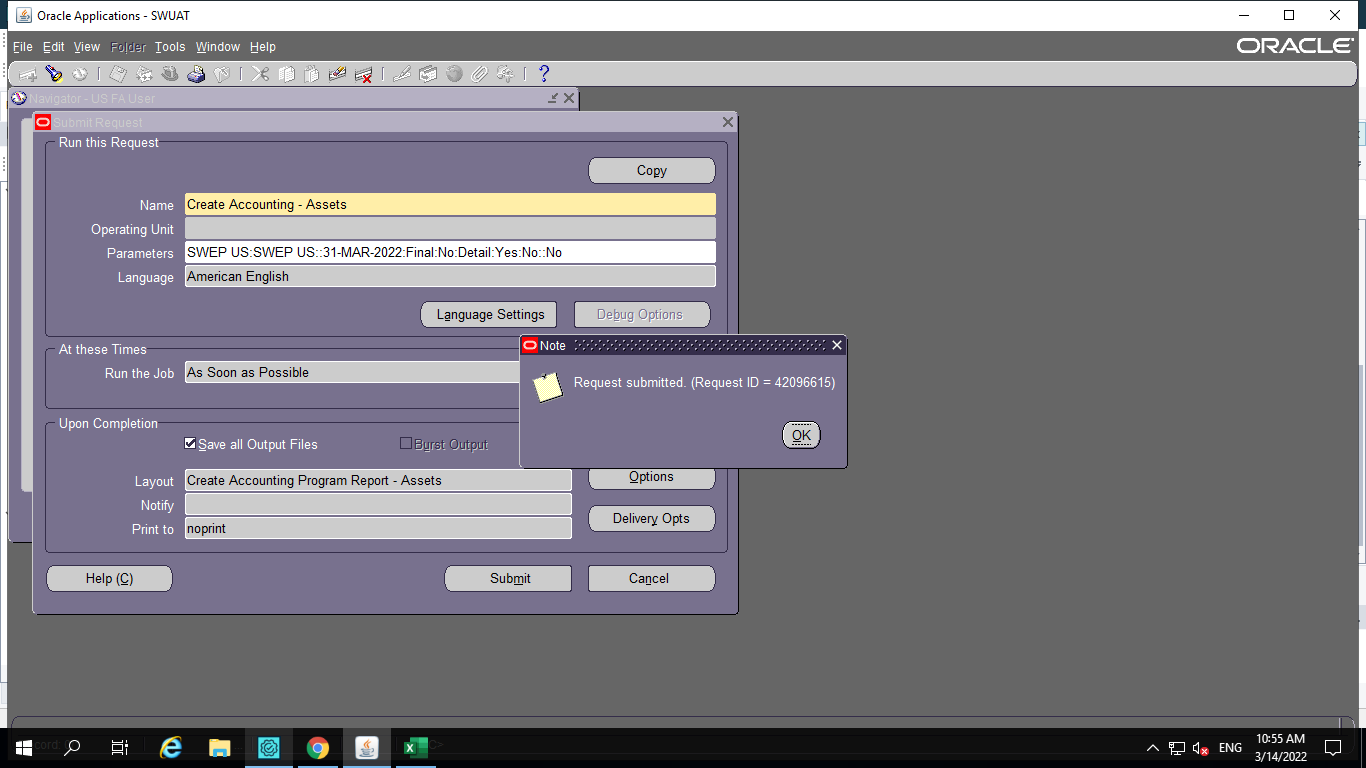 Oracle Applications - SWUAT
File Edit View Folder Tools Window Help
ORACLE
Navigator - US FA User
Submit Request
Run this Request
Copy
Name Create Accounting - Assets
Operating Unit
Parameters SWEP US:SWEP US::31-MAR-2022:Final:No:Detail:Yes:No::No
Language American English
Language Settings Debug Options
At these Times
Run the Job As Soon as Possible
Note
Request submitted. (Request ID = 42096615)
OK
Upon Completion
Save all Output Files Burst Output
Layout Create Accounting Program Report - Assets
Options
Notify
Print to noprint
Delivery Opts
Help (C) Submit Cancel
ENG
10:55 AM
3/14/2022